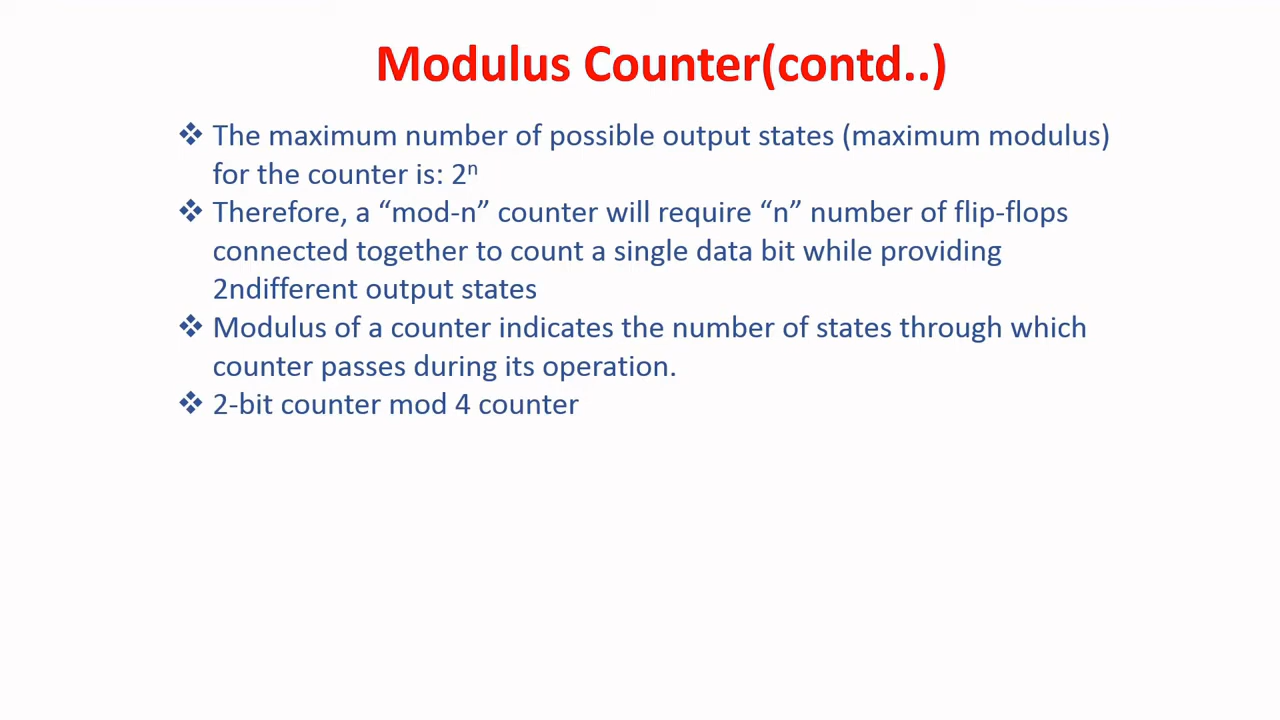 Modulus Counter(contd..)
❖ The maximum number of possible output states (maximum modulus)
for the counter is: 2ⁿ
❖ Therefore, a “mod-n” counter will require “n” number of flip-flops
connected together to count a single data bit while providing
2ndifferent output states
❖ Modulus of a counter indicates the number of states through which
counter passes during its operation.
❖ 2-bit counter mod 4 counter